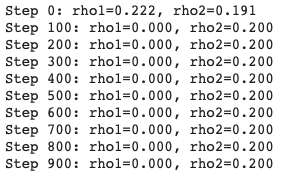 Step 0: rho1=0.222, rho2=0.191
Step 100: rho1=0.000, rho2=0.200
Step 200: rho1=0.000, rho2=0.200
Step 300: rho1=0.000, rho2=0.200
Step 400: rho1=0.000, rho2=0.200
Step 500: rho1=0.000, rho2=0.200
Step 600: rho1=0.000, rho2=0.200
Step 700: rho1=0.000, rho2=0.200
Step 800: rho1=0.000, rho2=0.200
Step 900: rho1=0.000, rho2=0.200